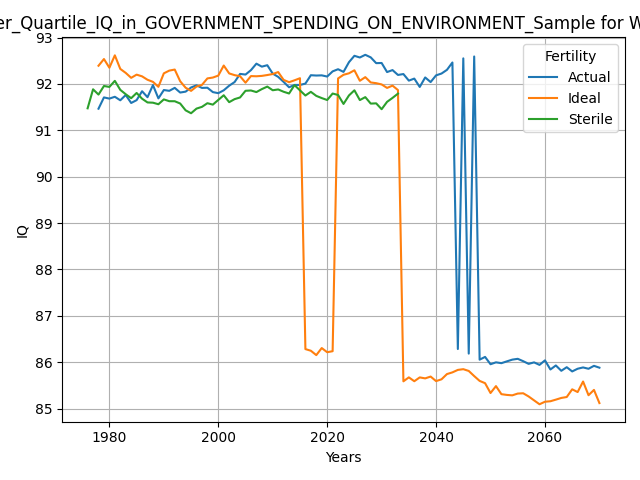 er_Quartile_IQ_in_GOVERNMENT_SPENDING_ON_ENVIRONMENT_Sample for W
93
92
91
90
89
88
87
86
85
IQ
Fertility
Actual
Ideal
Sterile
1980
2000
2020
2040
2060
Years